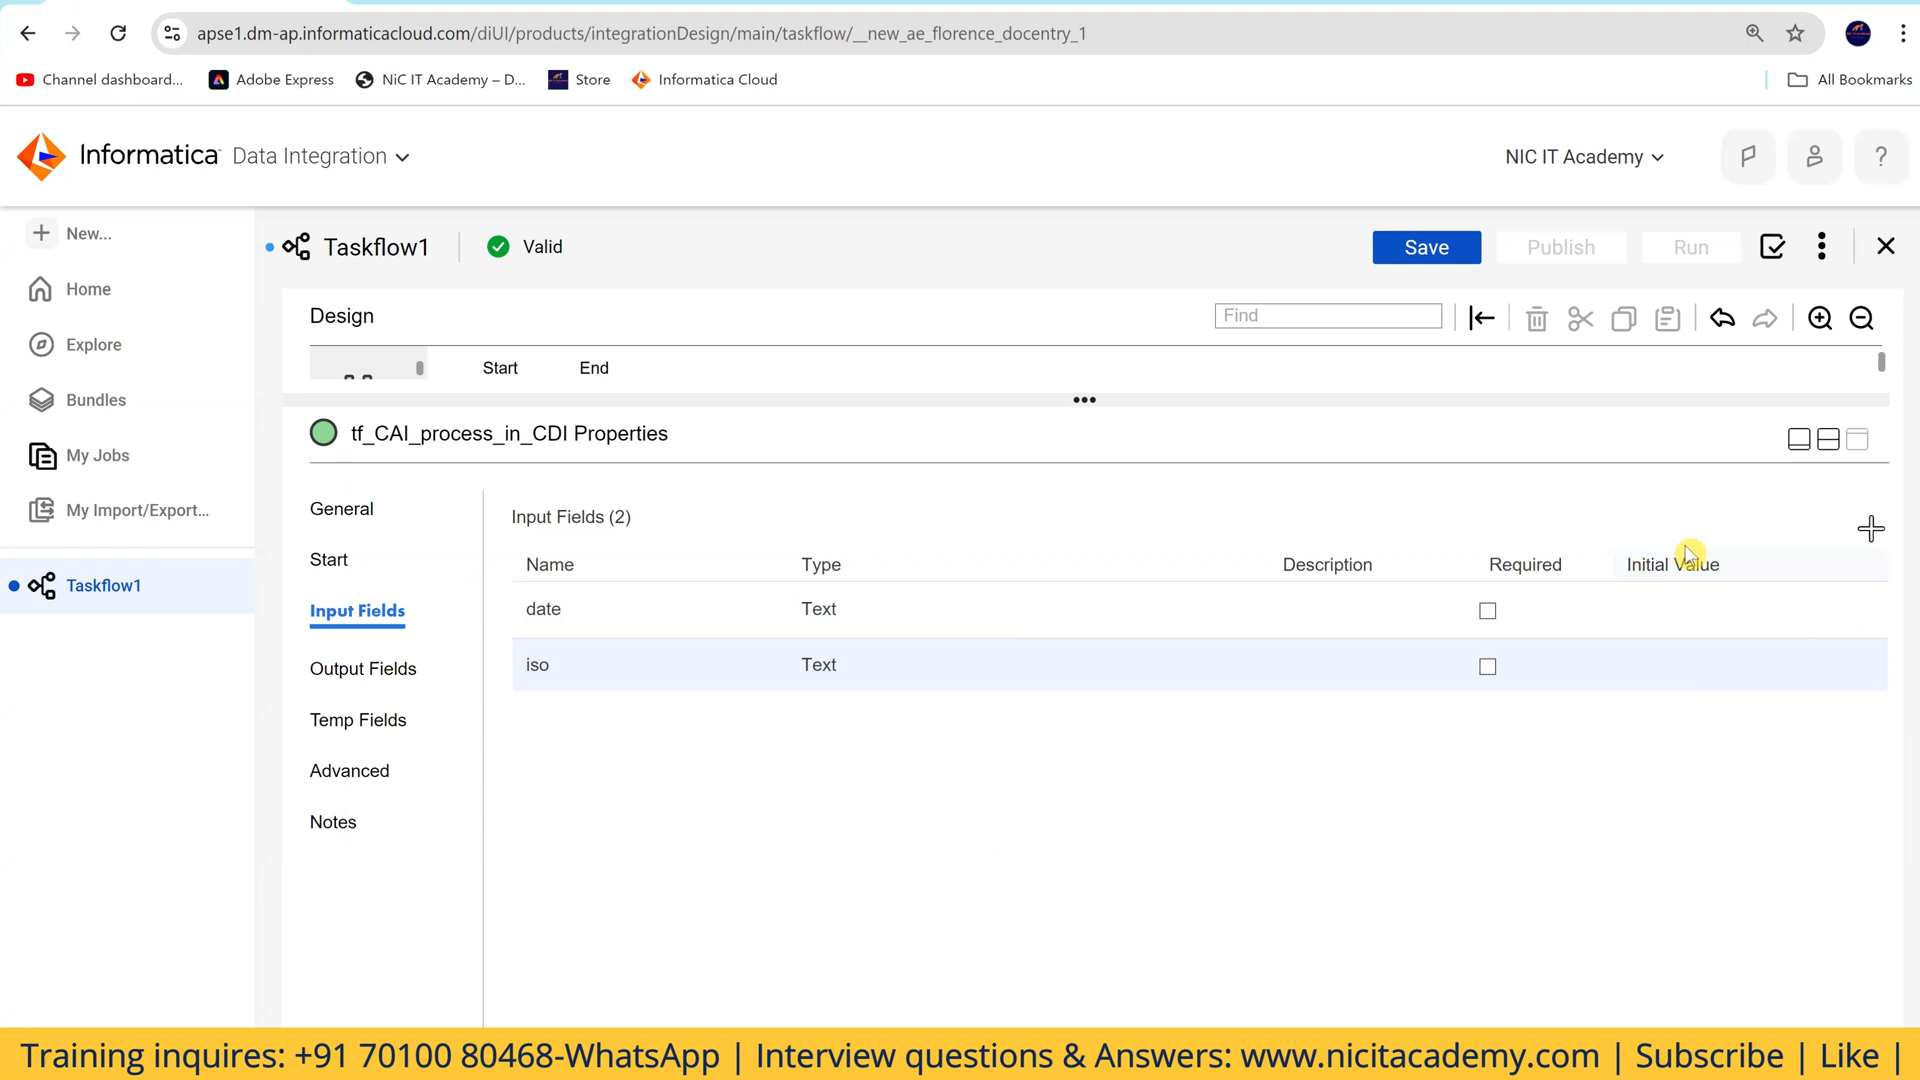 apse1.dm-ap.informaticacloud.com/diUI/products/integrationDesign/main/taskflow/__new_ae_florence_docentry_1
Channel dashboard... Adobe Express NiC IT Academy – D... Store Informatica Cloud All Bookmarks
Informatica Data Integration NIC IT Academy ?
New...
Home
Explore
Bundles
My Jobs
My Import/Export...
Taskflow1
Taskflow1 Valid Save Publish Run
Design Find
Start End
tf_CAI_process_in_CDI Properties
General
Start
Input Fields
Output Fields
Temp Fields
Advanced
Notes
Input Fields (2)
Name Type Description Required Initial Value
date Text
iso Text
Training inquires: +91 70100 80468-WhatsApp | Interview questions & Answers: www.nicitacademy.com | Subscribe | Like |